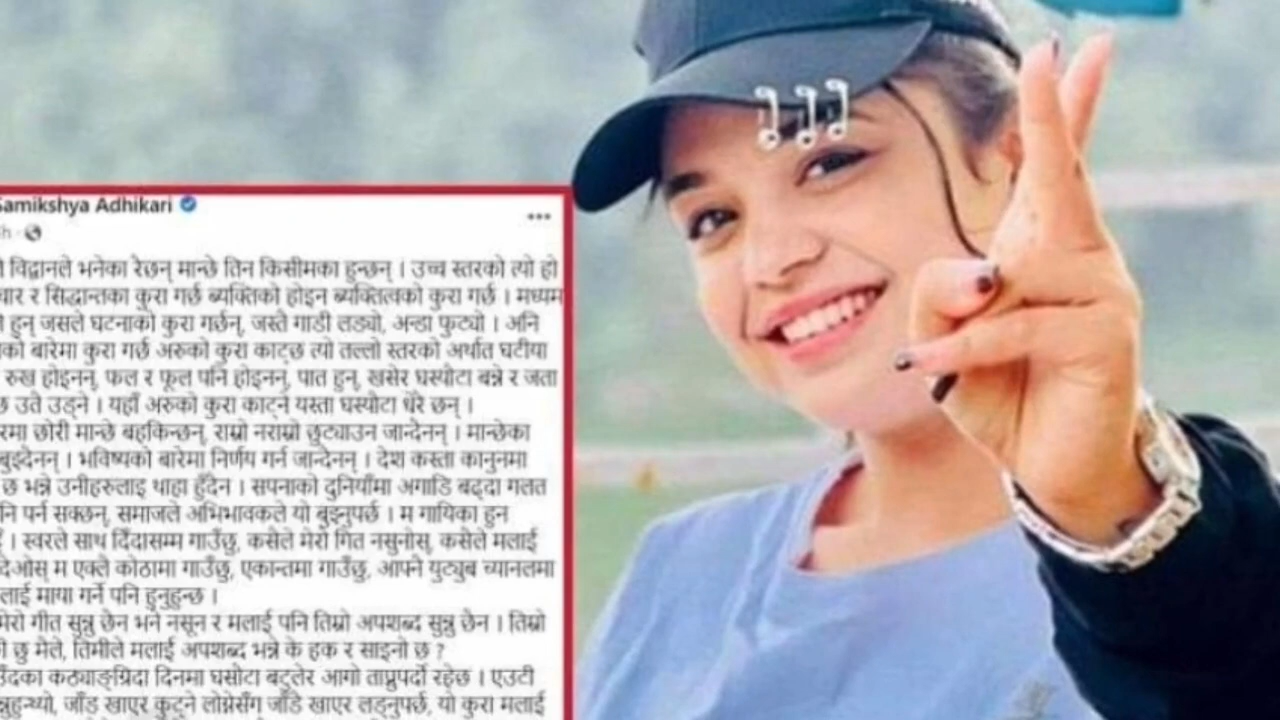 Samikshya Adhikari
h
विद्वानले भनेका रैछन् मान्छे तिन किसीमका हुन्छन् । उच्च स्तरको त्यो हो
र सिद्धान्तका कुरा गर्छ ब्यक्तिको होइन ब्यक्तित्वको कुरा गर्छ । मध्यम
हुन् जसले घटनाको कुरा गर्छन्, जस्ते गाडी लड्यो, अन्डा फुट्यो । अनि
को बारेमा कुरा गर्छ अरुको कुरा काट्छ त्यो तल्लो स्तरको अर्थात घटीया
रुख होइनन्, फल र फूल पनि होइनन्, पात हुन्, खसेर घस्योटा बन्ने र जता
उते उड्ने । यहाँ अरुको कुरा काट्ने यस्ता घस्योटा धेरै छन् ।
रमा छोरी मान्छे बहकिन्छन्, राम्रो नराम्रो छुट्याउन जान्देनन् । मान्छेका
बुझ्देनन् । भविष्यको बारेमा निर्णय गर्न जान्देनन् । देश कस्ता कानुनमा
छ भन्ने उनीहरुलाइ थाहा हुँदैन । सपनाको दुनियाँमा अगाडि बढ्दा गलत
नि पर्न सक्छन्, समाजले अभिभावकले यो बुझ्नुपर्छ । म गायिका हुन
। स्वरले साथ दिँदासम्म गाउँछु, कसैले मेरो गित नसुनोस्, कसैले मलाई
देओस् म एक्लै कोठामा गाउँछु, एकान्तमा गाउँछु, आफ्नै युट्युब च्यानलमा
लाई माया गर्ने पनि हुनुहुन्छ ।
मेरो गीत सुन्नु छैन भने नसून र मलाई पनि तिम्रो अपशब्द सुन्नु छैन । तिम्रो
छु मैले, तिमीले मलाई अपशब्द भन्ने के हक र साइनो छ ?
उँदका कठ्याङ्ग्रिदा दिनमा घसोटा बटुलेर आगो ताप्नुपर्दो रहेछ । एउटी
न्नुहुन्थ्यो, जाँड खाएर कुट्ने लोग्नेसँग जाँडै खाएर लड्नुपर्छ, यो कुरा मलाई